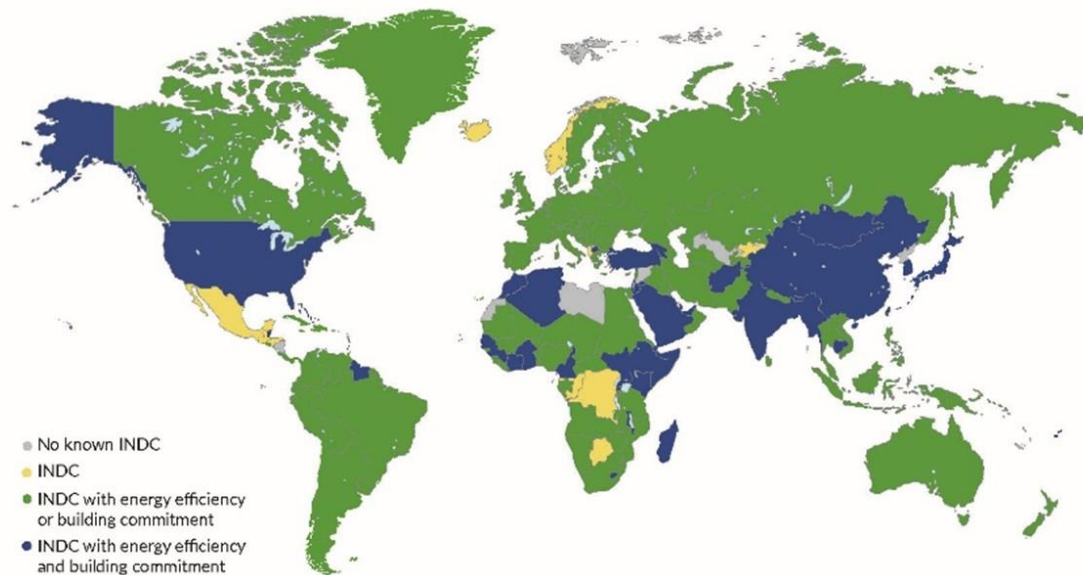 No known INDC
INDC
INDC with energy efficiency
or building commitment
INDC with energy efficiency
and building commitment